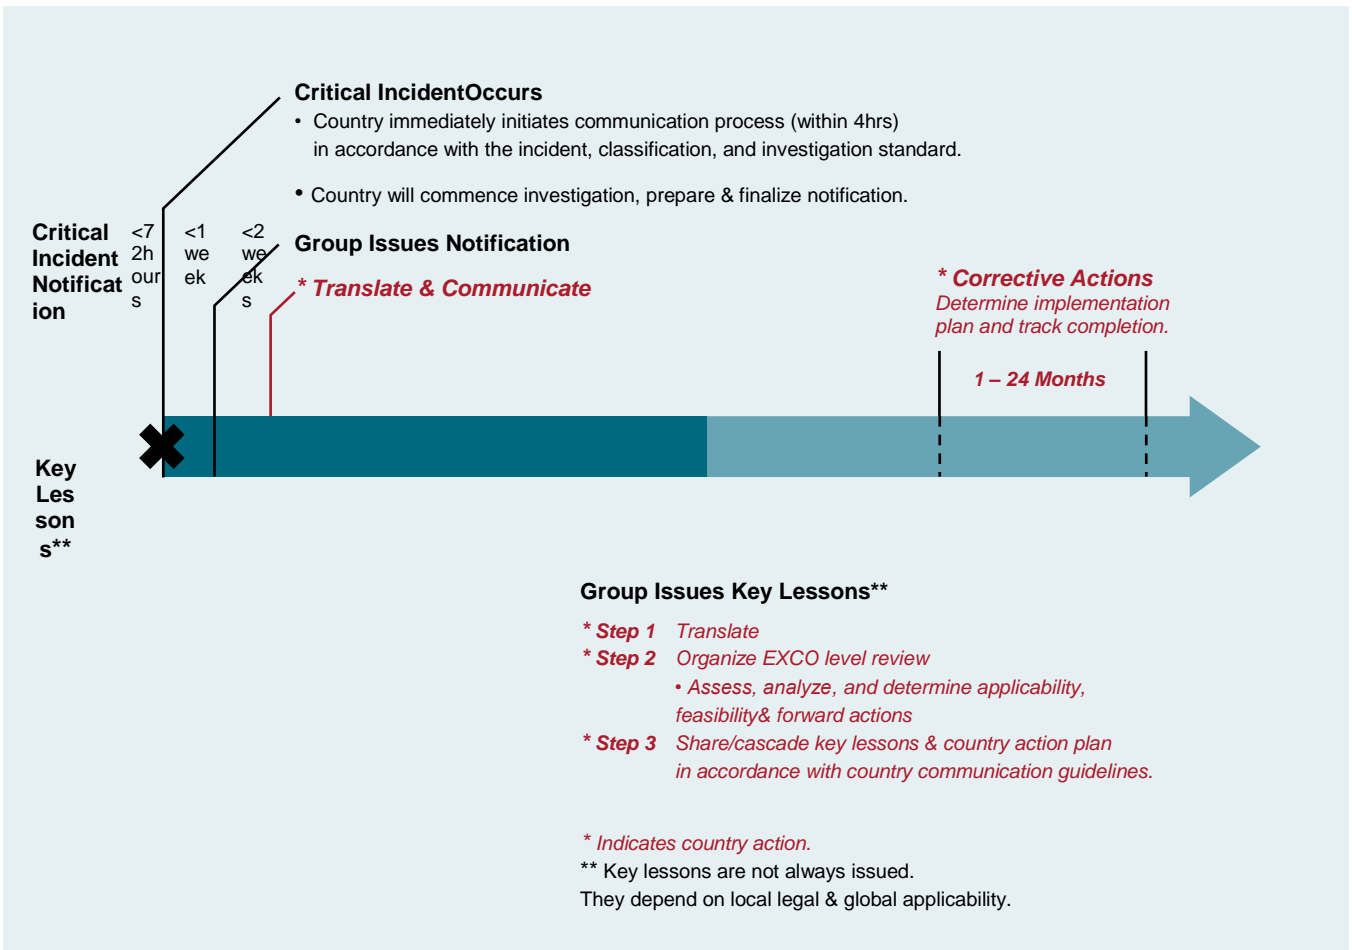 Critical IncidentOccurs
• Country immediately initiates communication process (within 4hrs)
in accordance with the incident, classification, and investigation standard.
• Country will commence investigation, prepare & finalize notification.
Critical
Incident
Notificat
ion
<7
2h
our
s
<1
we
ek
<2
we
ek
s
Group Issues Notification
* Translate & Communicate
* Corrective Actions
Determine implementation
plan and track completion.
1 – 24 Months
Key
Les
son
s**
Group Issues Key Lessons**
* Step 1 Translate
* Step 2 Organize EXCO level review
• Assess, analyze, and determine applicability,
feasibility& forward actions
* Step 3 Share/cascade key lessons & country action plan
in accordance with country communication guidelines.
* Indicates country action.
** Key lessons are not always issued.
They depend on local legal & global applicability.